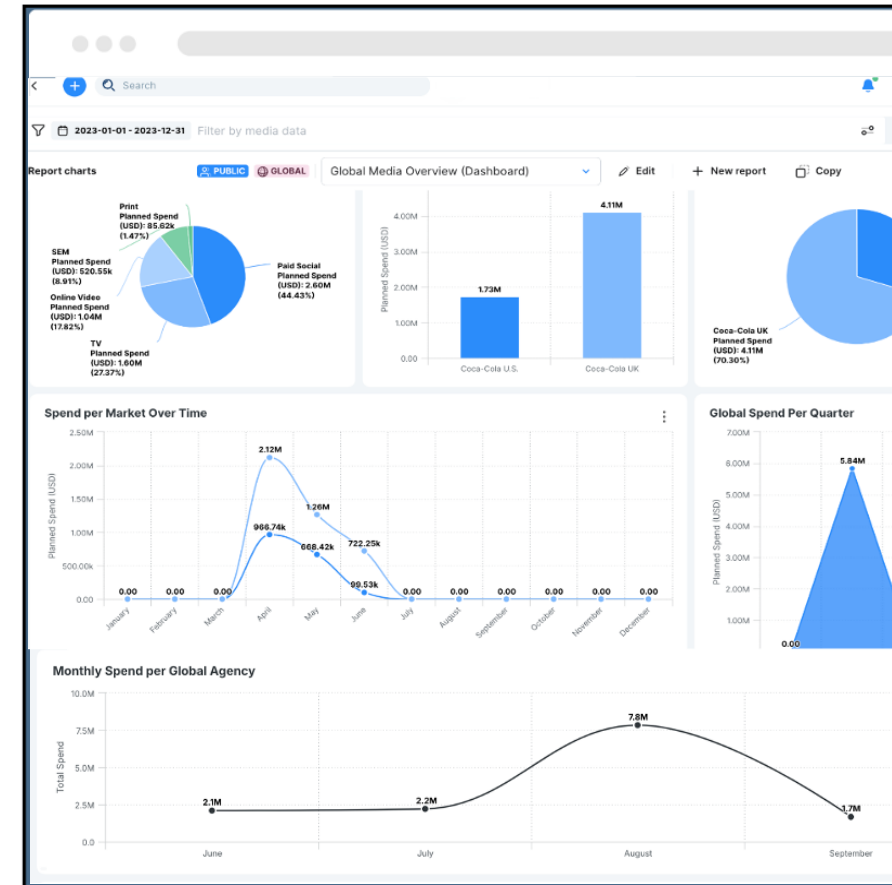 Search
2023-01-01 - 2023-12-31 Filter by media data
Report charts PUBLIC GLOBAL Global Media Overview (Dashboard) Edit New report Copy
Print
Planned Spend
(USD): 85.62k
(1.47%)
SEM
Planned Spend
(USD): 520.55k
(8.91%)
Online Video
Planned Spend
(USD): 1.04M
(17.82%)
TV
Planned Spend
(USD): 1.60M
(27.37%)
Paid Social
Planned Spend
(USD): 2.60M
(44.43%)
Planned Spend (USD)
4.00M
3.00M
2.00M
1.00M
0.00
1.73M
4.11M
Coca-Cola U.S.
Coca-Cola UK
Coca-Cola UK
Planned Spend
(USD): 4.11M
(70.30%)
Spend per Market Over Time
Planned Spend (USD)
2.50M
2.00M
1.50M
1.00M
500.00k
0.00
0.00 0.00 0.00 2.12M 1.26M 722.25k 0.00 0.00 0.00 0.00 0.00 0.00
966.74k 668.42k 99.53k
January February March April May June July August September October November December
Global Spend Per Quarter
Planned Spend (USD)
7.00M
6.00M
5.00M
4.00M
3.00M
2.00M
1.00M
5.84M
0.00
Monthly Spend per Global Agency
Total Spend
10.0M
7.5M
5.0M
2.5M
0.0
2.1M 2.2M 7.8M 1.7M
June July August September